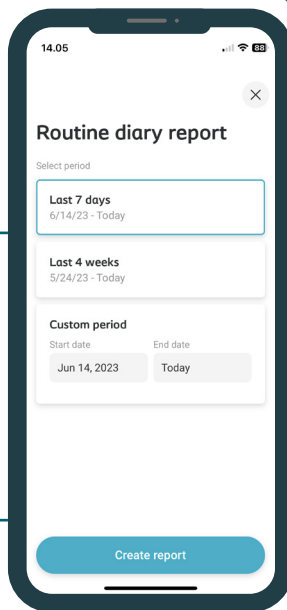 14.05
88
Routine diary report
Select period
Last 7 days
6/14/23 - Today
Last 4 weeks
5/24/23 - Today
Custom period
Start date End date
Jun 14, 2023 Today
Create report